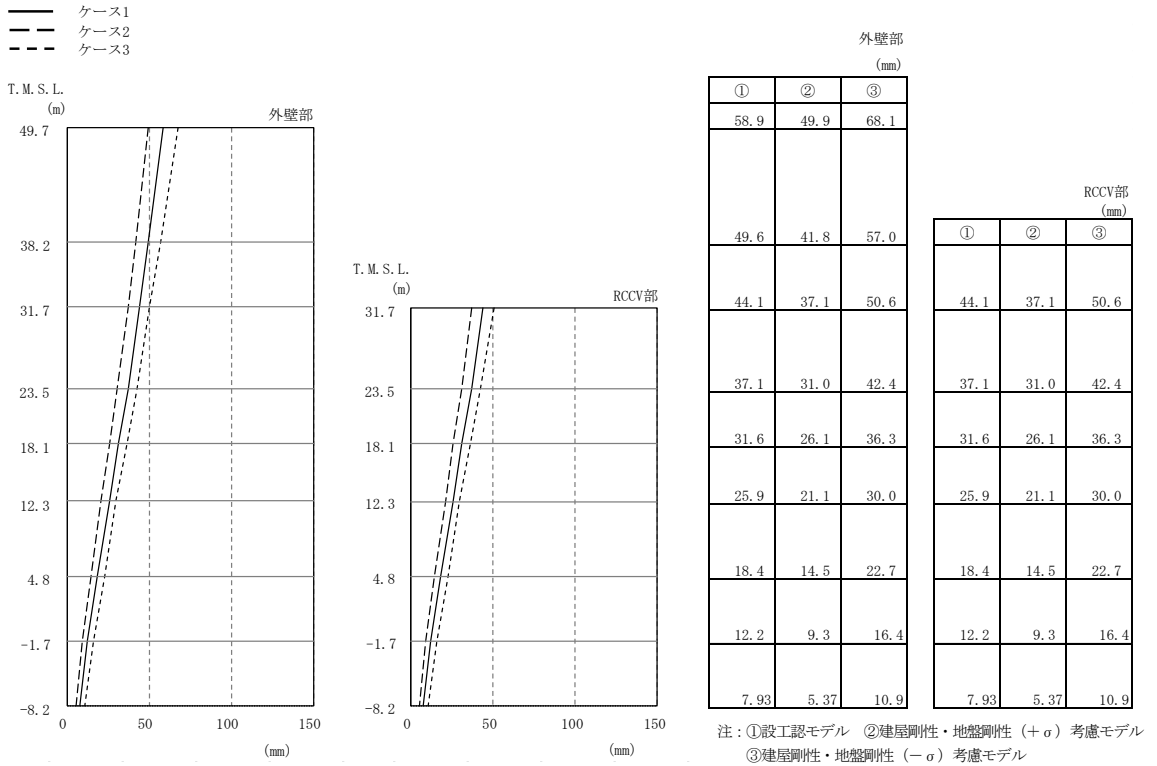 ケース1
ケース2
ケース3
T.M.S.L.
(m)
外壁部
49.7
38.2
31.7
23.5
18.1
12.3
4.8
-1.7
-8.2
0 50 100 150
(mm)
T.M.S.L.
(m)
RCCV部
31.7
23.5
18.1
12.3
4.8
-1.7
-8.2
0 50 100 150
(mm)
外壁部
(mm)
① ② ③
58.9 49.9 68.1
49.6 41.8 57.0
44.1 37.1 50.6
37.1 31.0 42.4
31.6 26.1 36.3
25.9 21.1 30.0
18.4 14.5 22.7
12.2 9.3 16.4
7.93 5.37 10.9
RCCV部
(mm)
① ② ③
44.1 37.1 50.6
37.1 31.0 42.4
31.6 26.1 36.3
25.9 21.1 30.0
18.4 14.5 22.7
12.2 9.3 16.4
7.93 5.37 10.9
注：①設工認モデル ②建屋剛性・地盤剛性（＋σ）考慮モデル
③建屋剛性・地盤剛性（－σ）考慮モデル